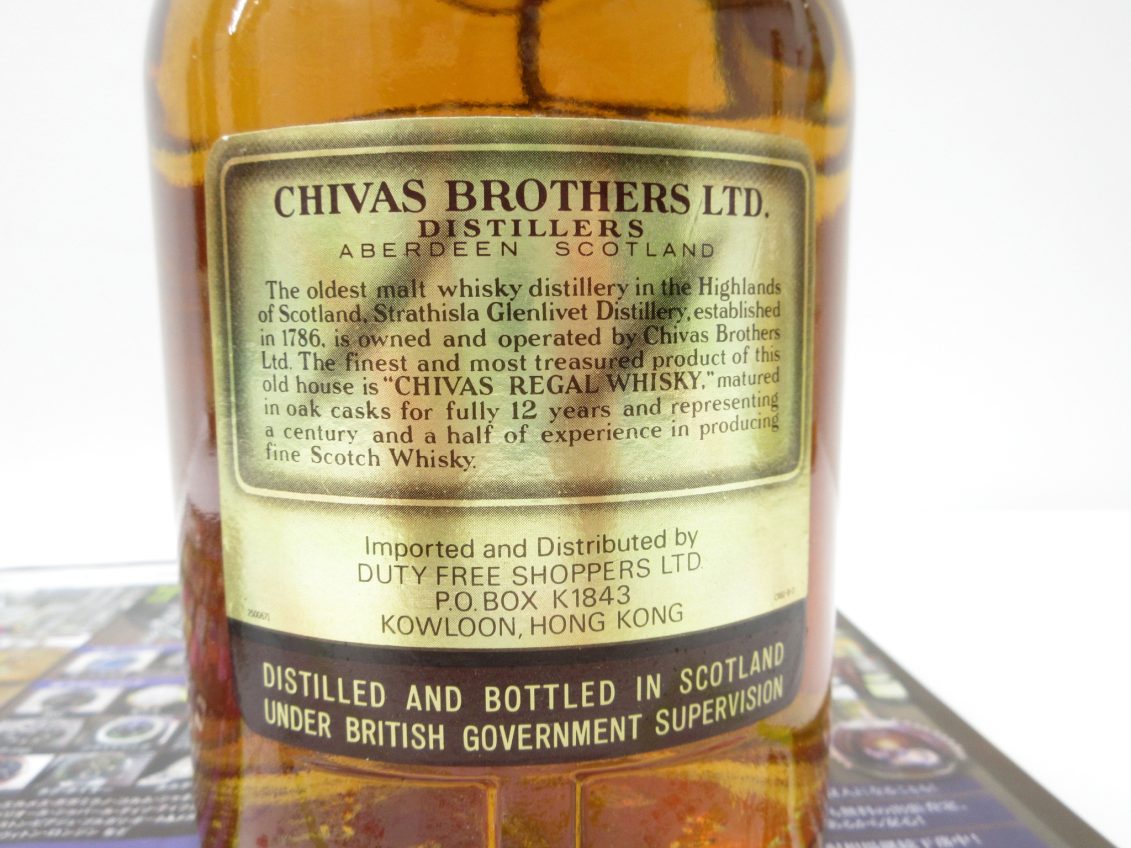 CHIVAS BROTHERS LTD.
DISTILLERS
ABERDEEN SCOTLAND
The oldest malt whisky distillery in the Highlands
of Scotland, Strathisla Glenlivet Distillery, established
in 1786, is owned and operated by Chivas Brothers
Ltd. The finest and most treasured product of this
old house is "CHIVAS REGAL WHISKY," matured
in oak casks for fully 12 years and representing
a century and a half of experience in producing
fine Scotch Whisky.
Imported and Distributed by
DUTY FREE SHOPPERS LTD.
P.O. BOX K1843
KOWLOON, HONG KONG
DISTILLED AND BOTTLED IN SCOTLAND
UNDER BRITISH GOVERNMENT SUPERVISION